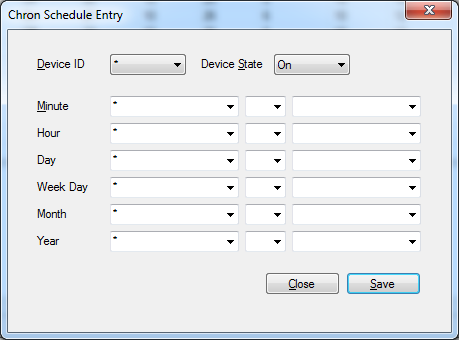 Chron Schedule Entry
Device ID * Device State On
Minute *
Hour *
Day *
Week Day *
Month *
Year *
Close Save